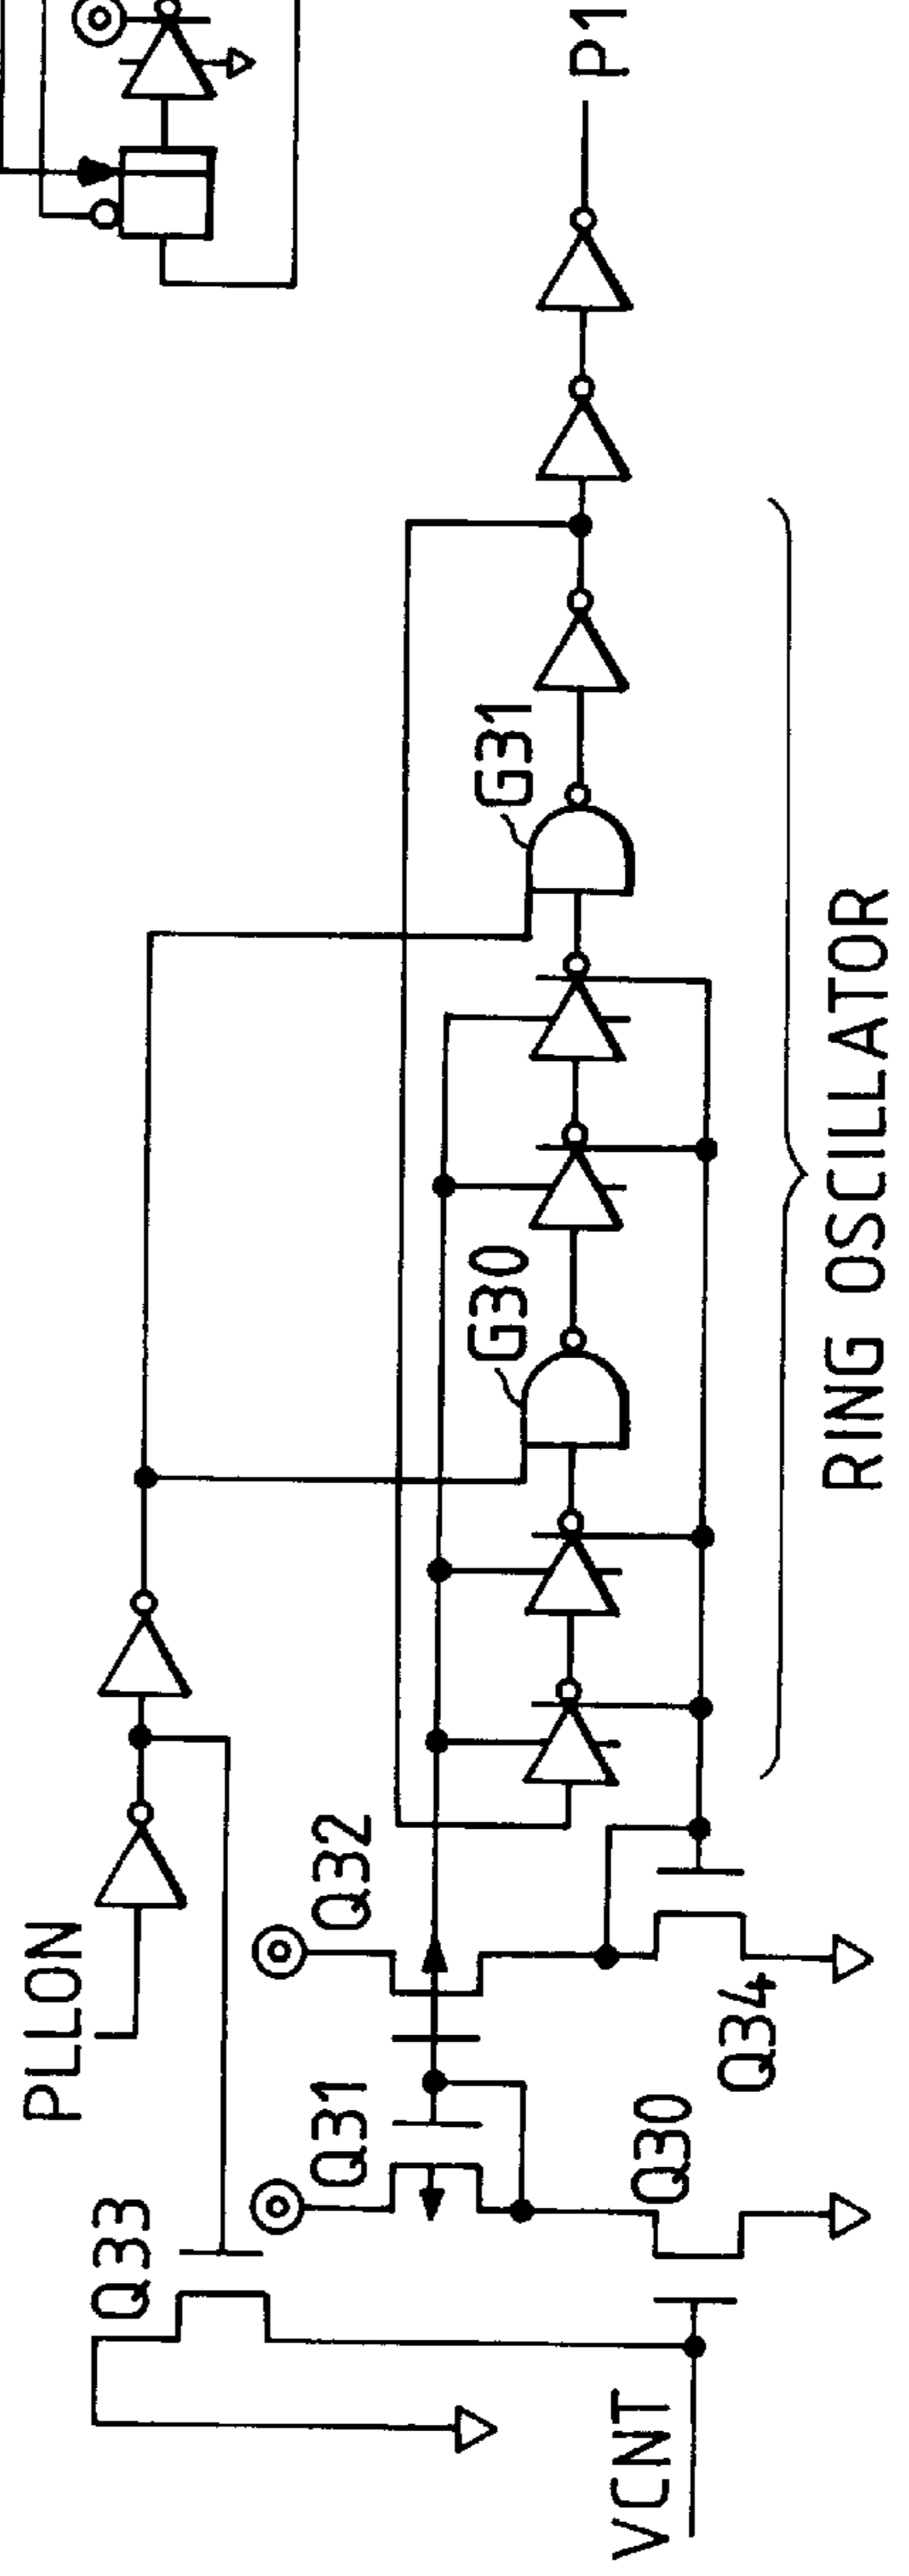 PLLON
Q33
Q31
Q32
VCNT
Q30
Q34
G30
G31
P1
RING OSCILLATOR